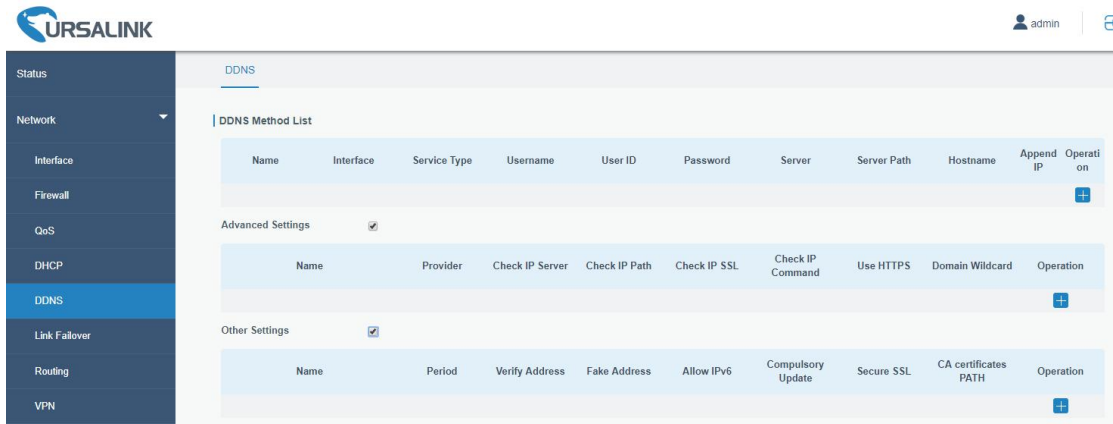 URSALINK
admin
Status
DDNS
Network
DDNS Method List
Interface
Name Interface Service Type Username User ID Password Server Server Path Hostname Append IP Operati on
Firewall
QoS
Advanced Settings
DHCP
Name Provider Check IP Server Check IP Path Check IP SSL Check IP Command Use HTTPS Domain Wildcard Operation
DDNS
Link Failover
Other Settings
Routing
Name Period Verify Address Fake Address Allow IPv6 Compulsory Update Secure SSL CA certificates PATH Operation
VPN